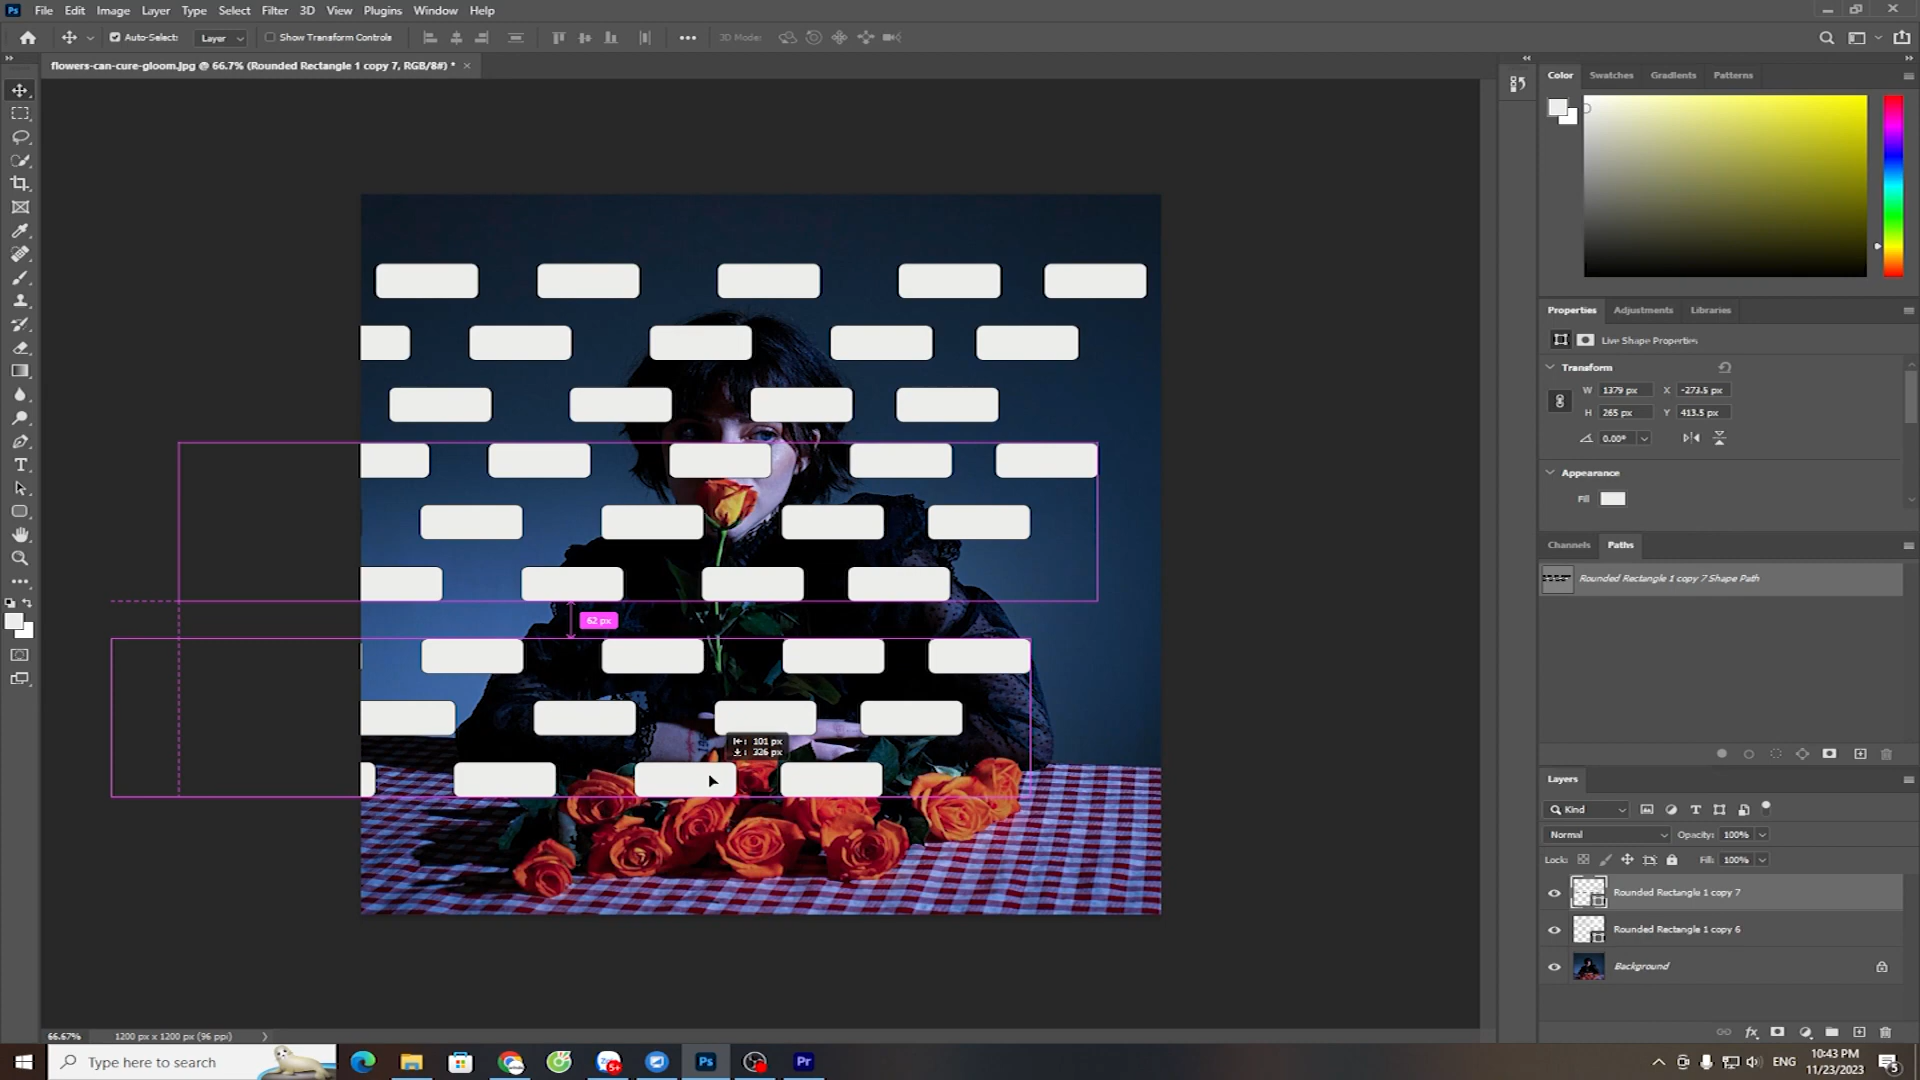 Ps File Edit Image Layer Type Select Filter 3D View Plugins Window Help
Auto-Select: Layer Show Transform Controls 3D Mode:
flowers-can-cure-gloom.jpg @ 66.7% (Rounded Rectangle 1 copy 7, RGB/8#) *
Color Swatches Gradients Patterns
Properties Adjustments Libraries
Live Shape Properties
Transform
W 1379 px X -273.5 px
H 265 px Y 413.5 px
0.00°
Appearance
Fill
Channels Paths
Rounded Rectangle 1 copy 7 Shape Path
62 px
101 px
326 px
Layers
Kind
Normal Opacity: 100%
Lock: Fill: 100%
Rounded Rectangle 1 copy 7
Rounded Rectangle 1 copy 6
Background
66.67% 1200 px x 1200 px (96 ppi)
Type here to search
5+
Ps
Pr
ENG
10:43 PM
11/23/2023
5